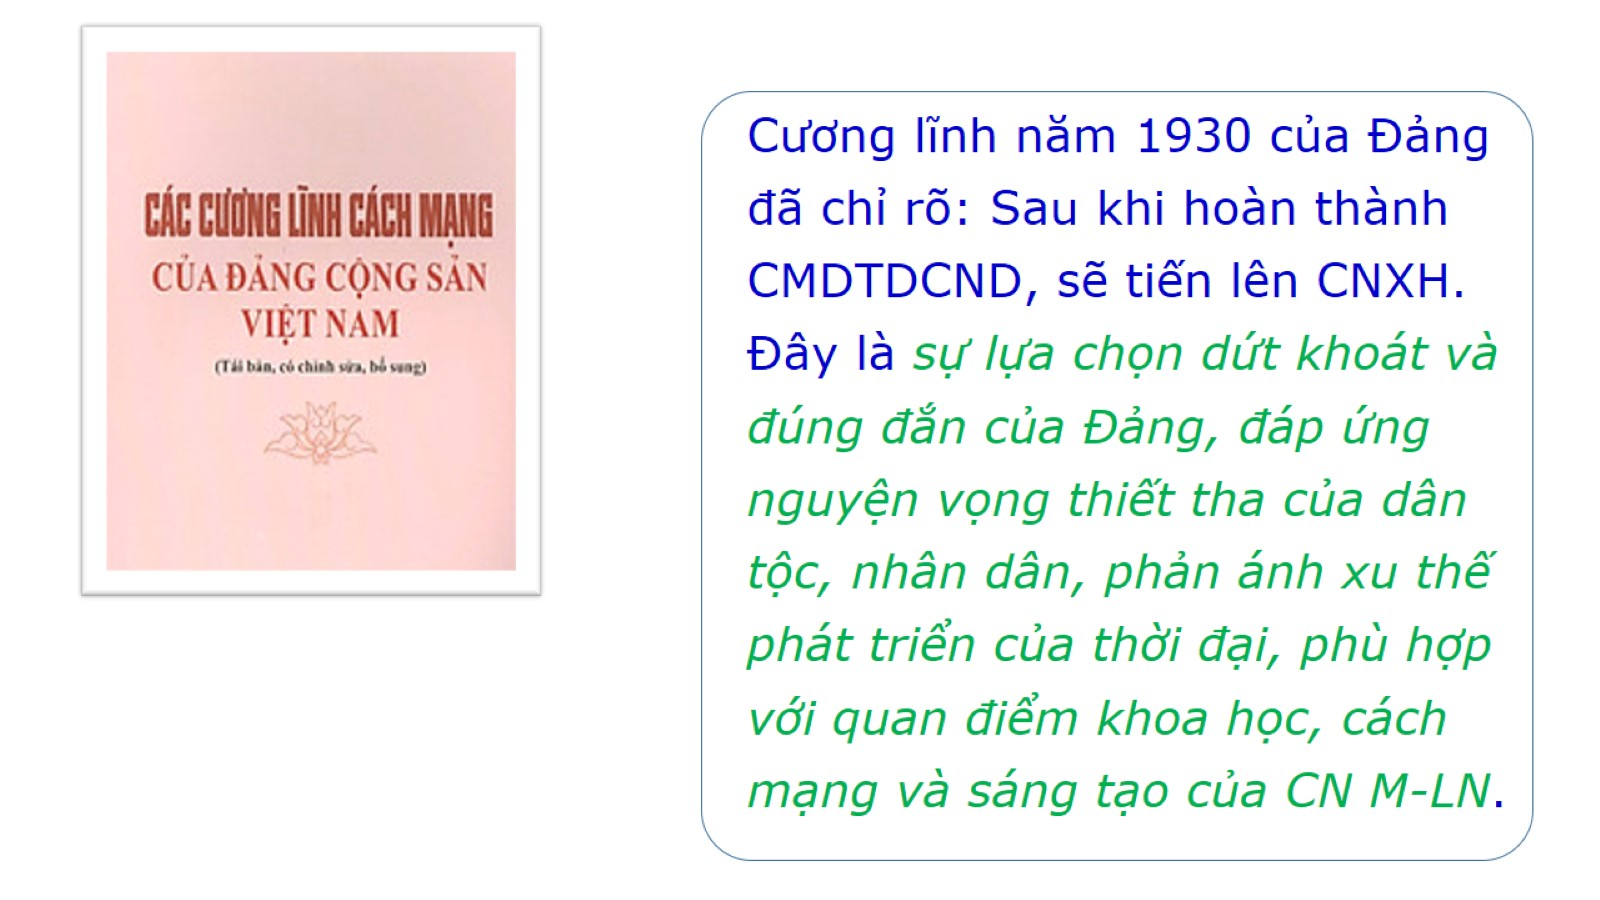 CÁC CƯƠNG LĨNH CÁCH MẠNG
CỦA ĐẢNG CỘNG SẢN
VIỆT NAM
(Tái bản, có chỉnh sửa, bổ sung)
Cương lĩnh năm 1930 của Đảng
đã chỉ rõ: Sau khi hoàn thành
CMDTDCND, sẽ tiến lên CNXH.
Đây là sự lựa chọn dứt khoát và
đúng đắn của Đảng, đáp ứng
nguyện vọng thiết tha của dân
tộc, nhân dân, phản ánh xu thế
phát triển của thời đại, phù hợp
với quan điểm khoa học, cách
mạng và sáng tạo của CN M-LN.